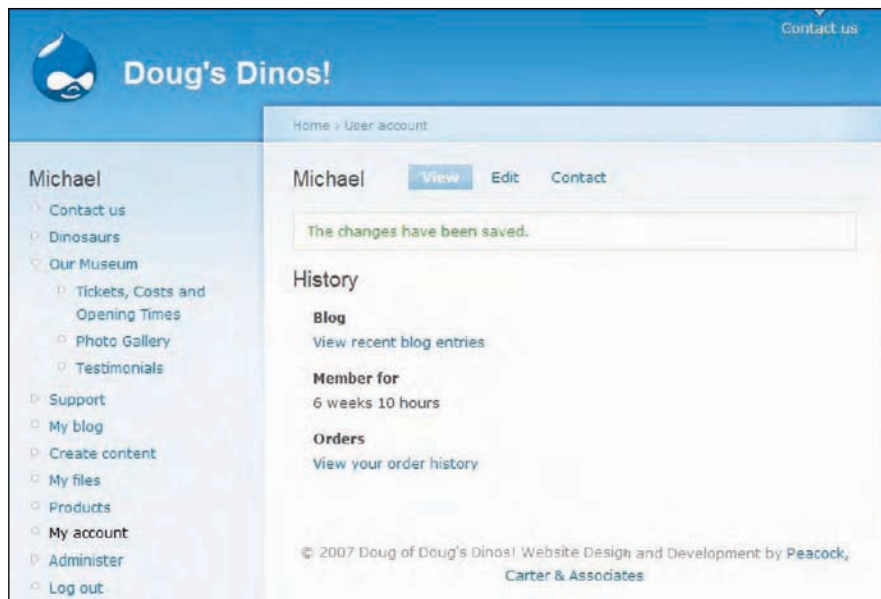 Contact us
Doug's Dinos!
Home > User account
Michael
Contact us
Dinosaurs
Our Museum
Tickets, Costs and
Opening Times
Photo Gallery
Testimonials
Support
My blog
Create content
My files
Products
My account
Administer
Log out
Michael View Edit Contact
The changes have been saved.
History
Blog
View recent blog entries
Member for
6 weeks 10 hours
Orders
View your order history
© 2007 Doug of Doug's Dinos! Website Design and Development by Peacock,
Carter & Associates